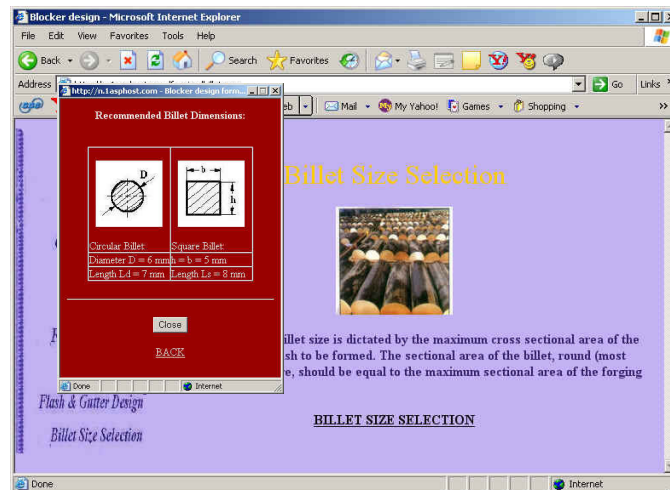 Blocker design - Microsoft Internet Explorer
File Edit View Favorites Tools Help
Back Search Favorites
Address
Go Links
Mail My Yahoo! Games Shopping
http://n.1asphost.com - Blocker design form...
Recommended Billet Dimensions:
D
b
h
Circular Billet: Square Billet:
Diameter D = 6 mm h = b = 5 mm
Length Ld = 7 mm Length Ls = 8 mm
Close
BACK
Done Internet
Billet Size Selection
illet size is dictated by the maximum cross sectional area of the
sh to be formed. The sectional area of the billet, round (most
e, should be equal to the maximum sectional area of the forging
BILLET SIZE SELECTION
Flash & Gutter Design
Billet Size Selection
Done Internet